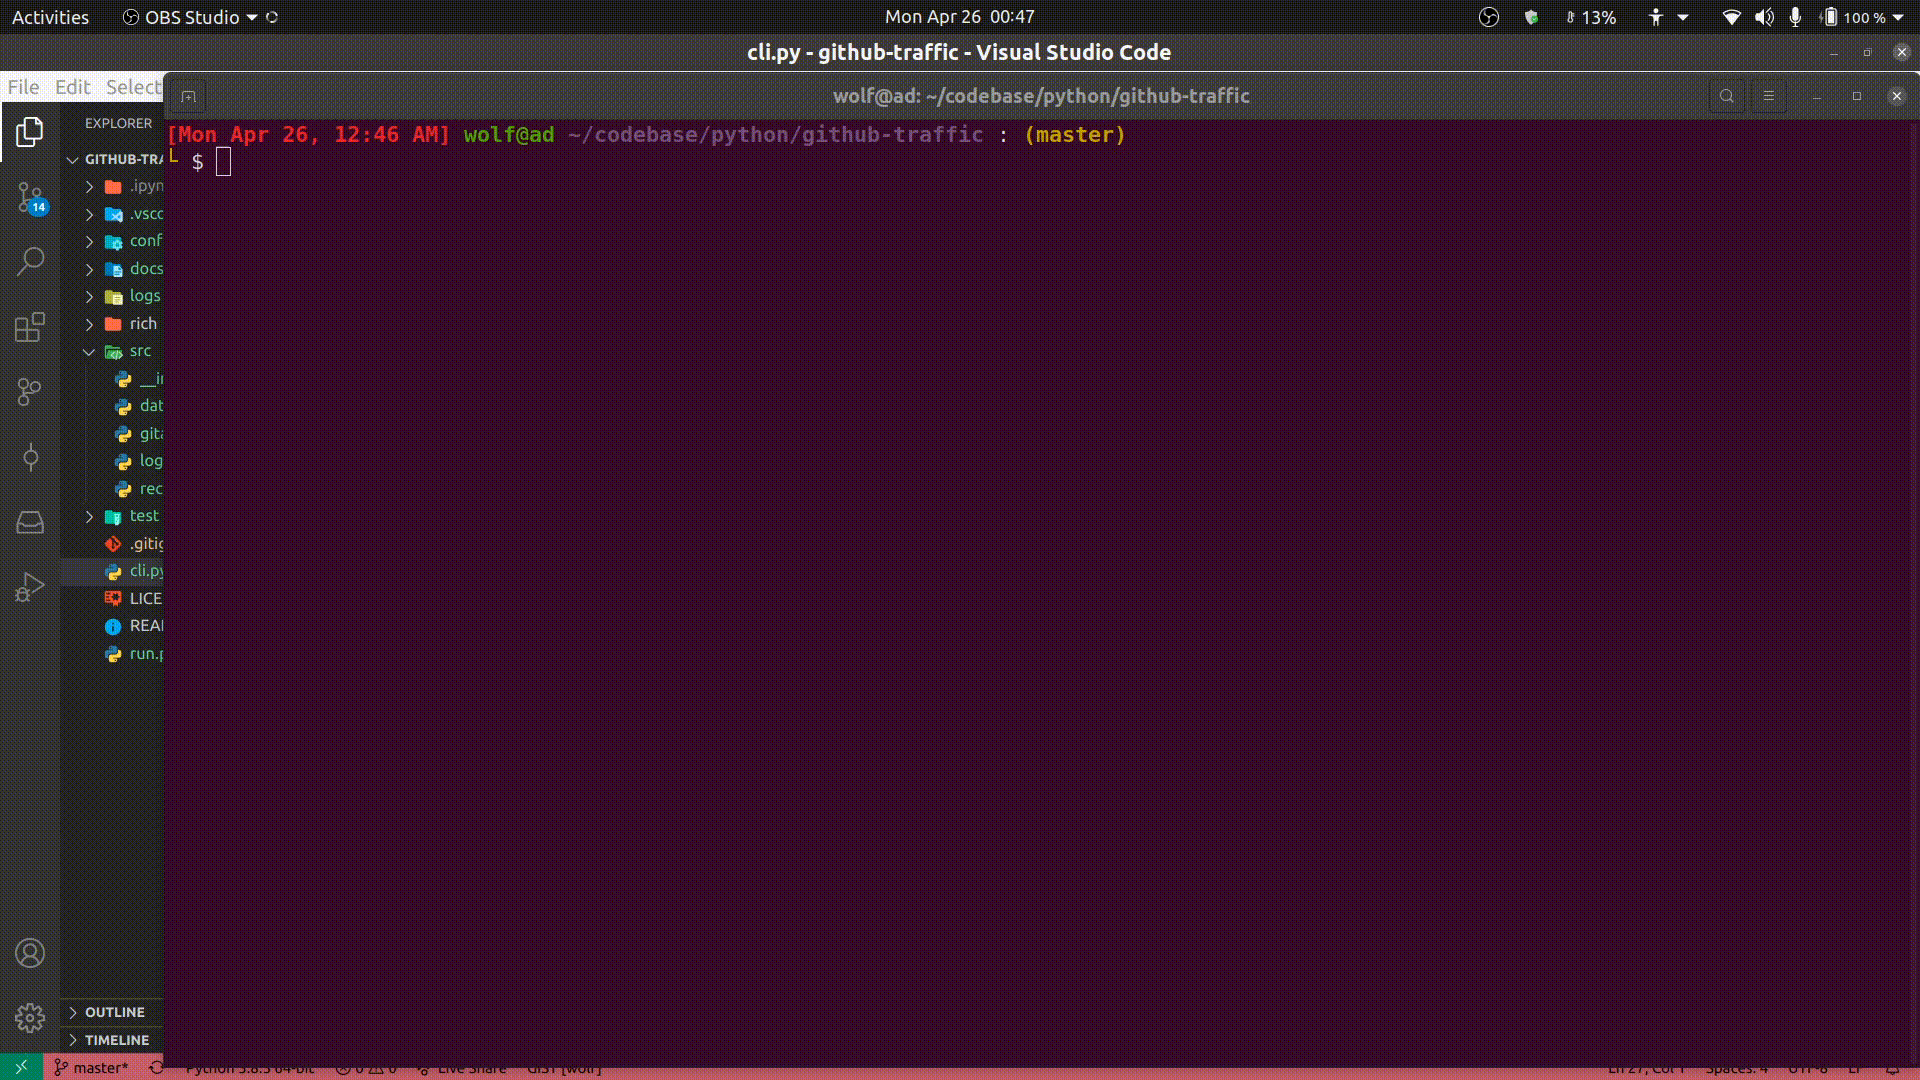 Activities OBS Studio Mon Apr 26 00:47 13% 100 %
cli.py - github-traffic - Visual Studio Code
File Edit Select
wolf@ad: ~/codebase/python/github-traffic
[Mon Apr 26, 12:46 AM] wolf@ad ~/codebase/python/github-traffic : (master)
└ $
EXPLORER
GITHUB-TRA
.ipyn
.vsco
14
conf
docs
logs
rich
src
__i
dat
gita
log
rec
test
.gitig
cli.py
LICE
REA
run.p
OUTLINE
TIMELINE
master* Python 3.8.5 64-bit 0 0 Live Share GIST [wolf] Ln 27, Col 1 Spaces: 4 UTF-8 LF